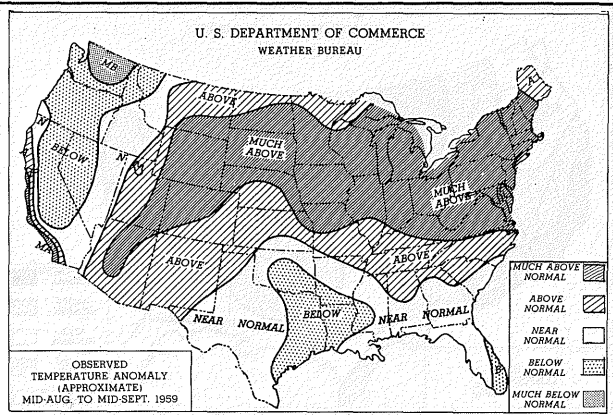 U. S. DEPARTMENT OF COMMERCE
WEATHER BUREAU
MB
ABOVE
A
N
BELOW
N
MUCH
ABOVE
MUCH
ABOVE
MA
ABOVE
ABOVE
BELOW
NEAR NORMAL
NEAR NORMAL
B
MUCH ABOVE
NORMAL
ABOVE
NORMAL
NEAR
NORMAL
BELOW
NORMAL
MUCH BELOW
NORMAL
OBSERVED
TEMPERATURE ANOMALY
(APPROXIMATE)
MID-AUG. TO MID-SEPT. 1959